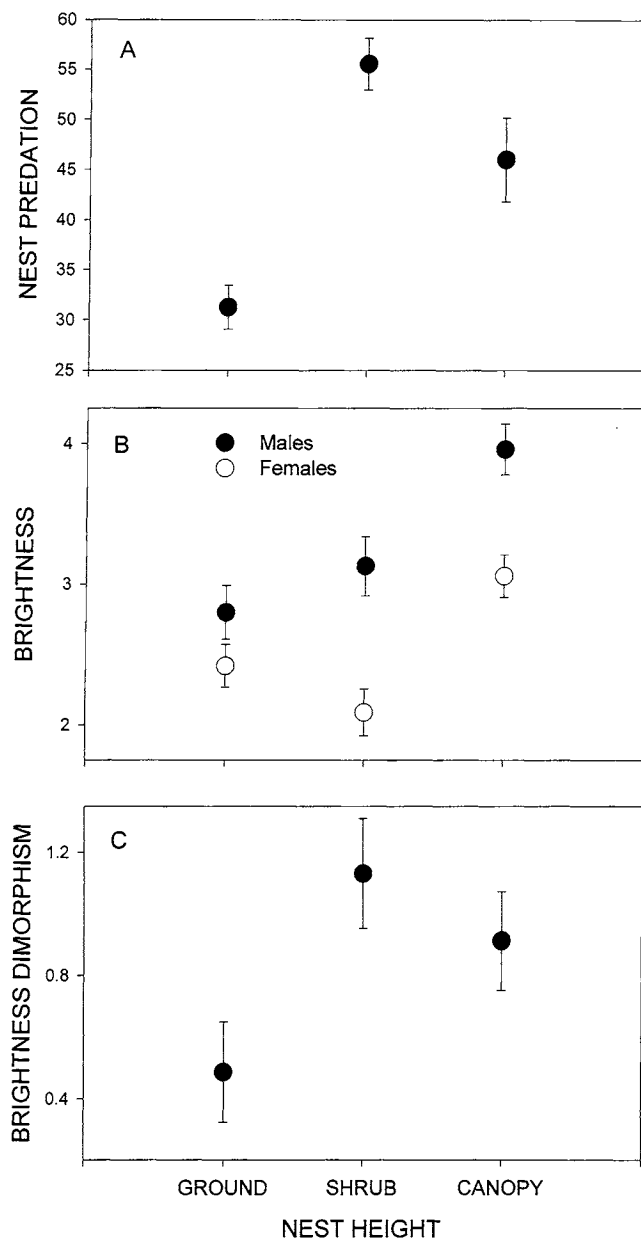 A
NEST PREDATION
60
55
50
45
40
35
30
25
B
Males
Females
BRIGHTNESS
4
3
2
C
BRIGHTNESS DIMORPHISM
1.2
0.8
0.4
GROUND SHRUB CANOPY
NEST HEIGHT